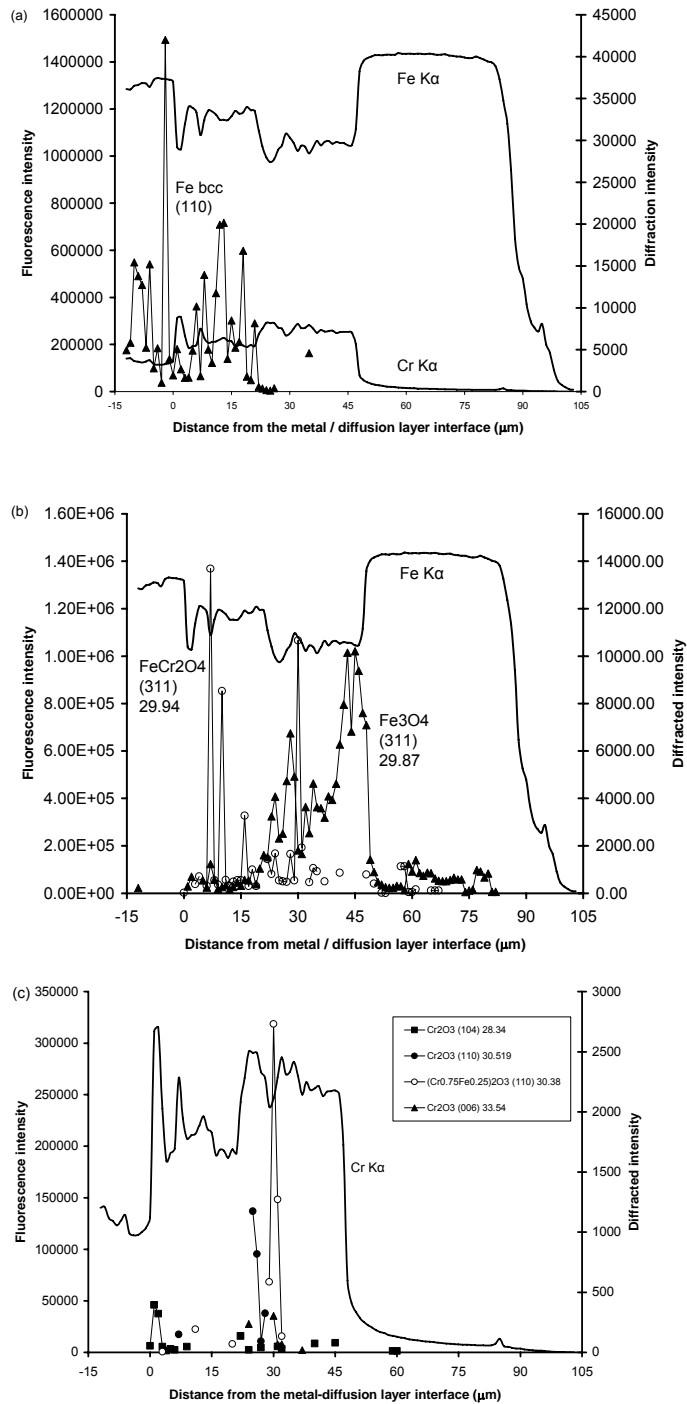 (a)
1600000
1400000
1200000
1000000
800000
600000
400000
200000
0
45000
40000
35000
30000
25000
20000
15000
10000
5000
0
-15 0 15 30 45 60 75 90 105
Fluorescence intensity
Diffraction intensity
Fe Kα
Fe bcc
(110)
Cr Kα
Distance from the metal / diffusion layer interface (μm)
(b)
1.60E+06
1.40E+06
1.20E+06
1.00E+06
8.00E+05
6.00E+05
4.00E+05
2.00E+05
0.00E+00
16000.00
14000.00
12000.00
10000.00
8000.00
6000.00
4000.00
2000.00
0.00
-15 0 15 30 45 60 75 90 105
Fluorescence intensity
Diffracted intensity
Fe Kα
FeCr2O4
(311)
29.94
Fe3O4
(311)
29.87
Distance from metal / diffusion layer interface (μm)
(c)
350000
300000
250000
200000
150000
100000
50000
0
3000
2500
2000
1500
1000
500
0
-15 0 15 30 45 60 75 90 105
Fluorescence intensity
Diffracted intensity
Cr2O3 (104) 28.34
Cr2O3 (110) 30.519
(Cr0.75Fe0.25)2O3 (110) 30.38
Cr2O3 (006) 33.54
Cr Kα
Distance from the metal-diffusion layer interface (μm)